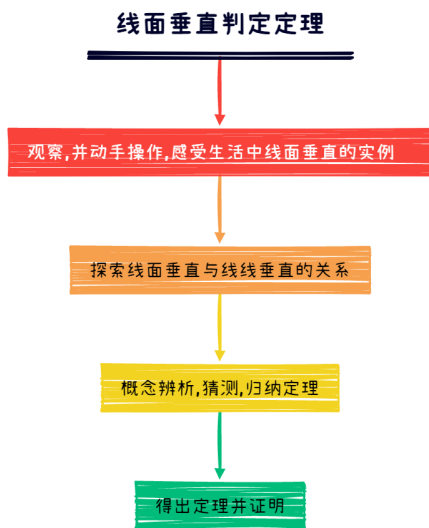 线面垂直判定定理
观察,并动手操作,感受生活中线面垂直的实例
探索线面垂直与线线垂直的关系
概念辨析,猜测,归纳定理
得出定理并证明